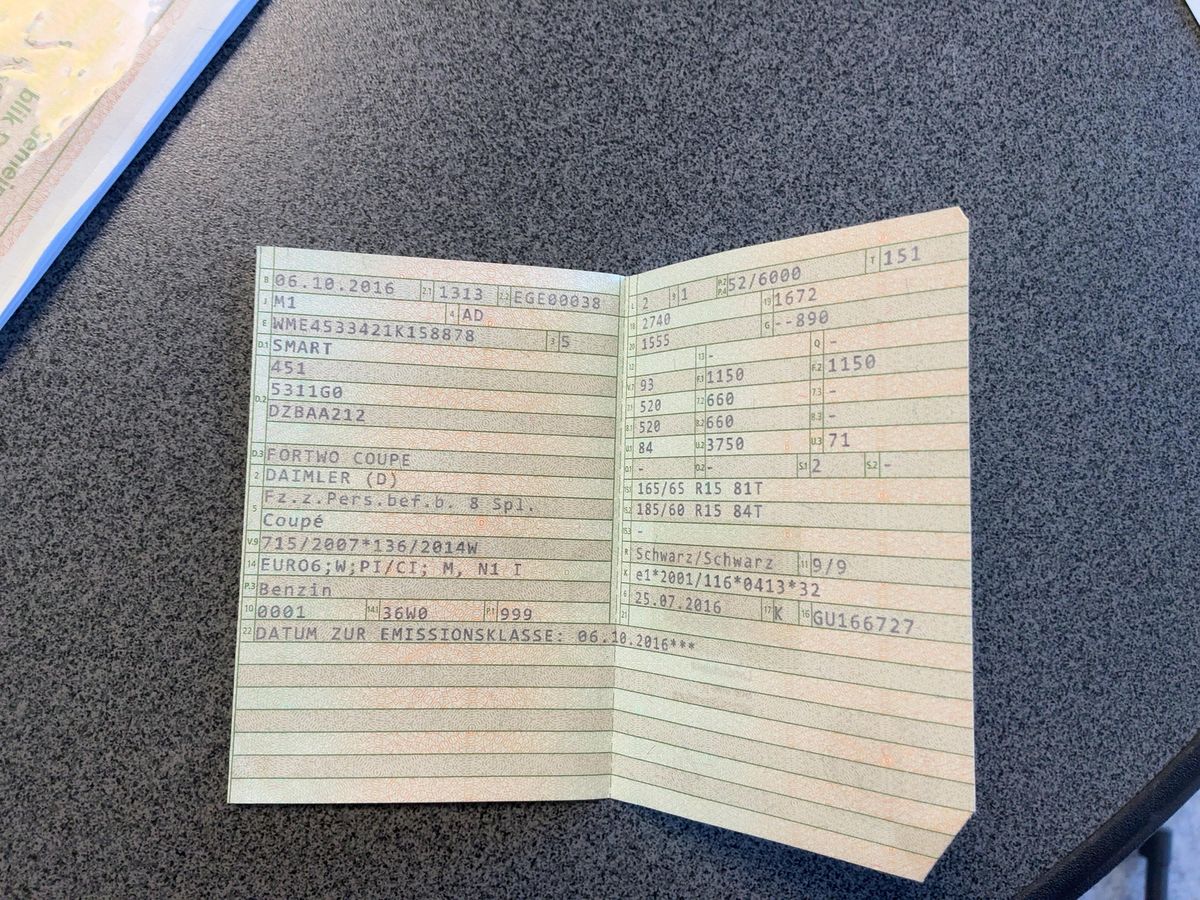 B 06.10.2016 2.1 1313 2.2 EGE00038
J M1 4 AD
E WME4533421K158878 3 5
D.1 SMART
D.2 451
5311G0
DZBAA212
D.3 FORTWO COUPE
2 DAIMLER (D)
5 Fz.z.Pers.bef.b. 8 Spl.
Coupé
V.9 715/2007*136/2014W
14 EURO6;W;PI/CI; M, N1 I
P.3 Benzin
10 0001 14.1 36W0 P.1 999
22 DATUM ZUR EMISSIONSKLASSE: 06.10.2016***
L 2 9 1 P.2 P.4 52/6000 T 151
18 2740 19 1672
20 1555 G --890
12 13 - Q -
V.7 93 F.1 1150 F.2 1150
7.1 520 7.2 660 7.3 -
8.1 520 8.2 660 8.3 -
U.1 84 U.2 3750 U.3 71
O.1 - O.2 - S.1 2 S.2 -
15.1 165/65 R15 81T
15.2 185/60 R15 84T
15.3 -
R Schwarz/Schwarz 11 9/9
K e1*2001/116*0413*32
6 25.07.2016 17 K 16 GU166727
21
blik D